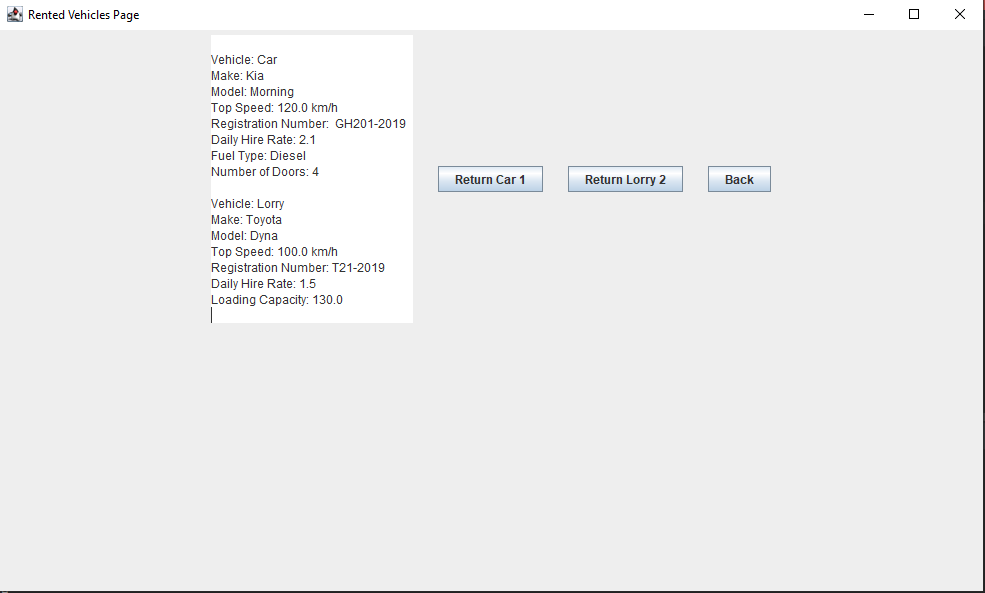 Rented Vehicles Page
Vehicle: Car
Make: Kia
Model: Morning
Top Speed: 120.0 km/h
Registration Number:  GH201-2019
Daily Hire Rate: 2.1
Fuel Type: Diesel
Number of Doors: 4
Vehicle: Lorry
Make: Toyota
Model: Dyna
Top Speed: 100.0 km/h
Registration Number: T21-2019
Daily Hire Rate: 1.5
Loading Capacity: 130.0
Return Car 1
Return Lorry 2
Back